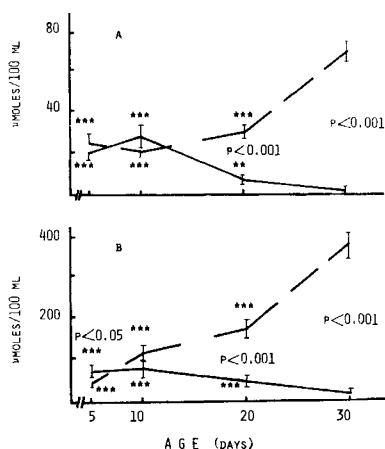 80
A
μMOLES/100 ML
***
***
***
40
P<0.001
P<0.001
***
***
**
400
B
μMOLES/100 ML
***
***
200
P<0.05
P<0.001
***
P<0.001
***
***
***
5
10
20
30
AGE (DAYS)